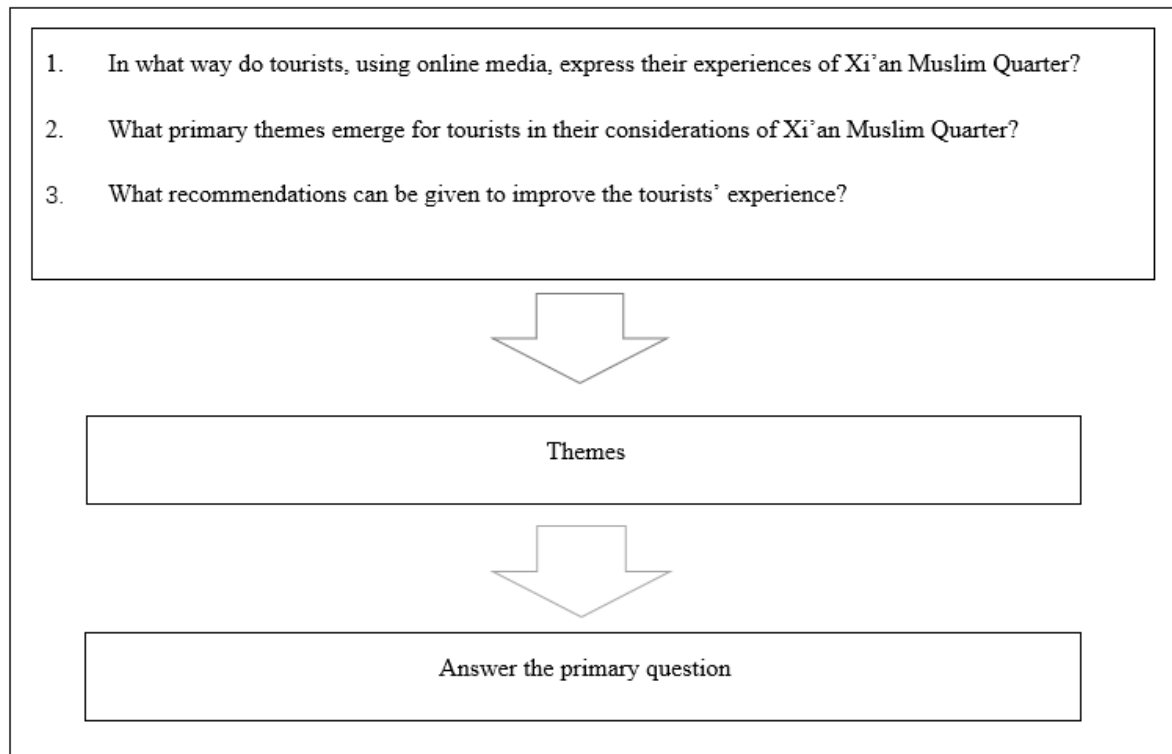 1. In what way do tourists, using online media, express their experiences of Xi’an Muslim Quarter?
2. What primary themes emerge for tourists in their considerations of Xi’an Muslim Quarter?
3. What recommendations can be given to improve the tourists’ experience?
Themes
Answer the primary question